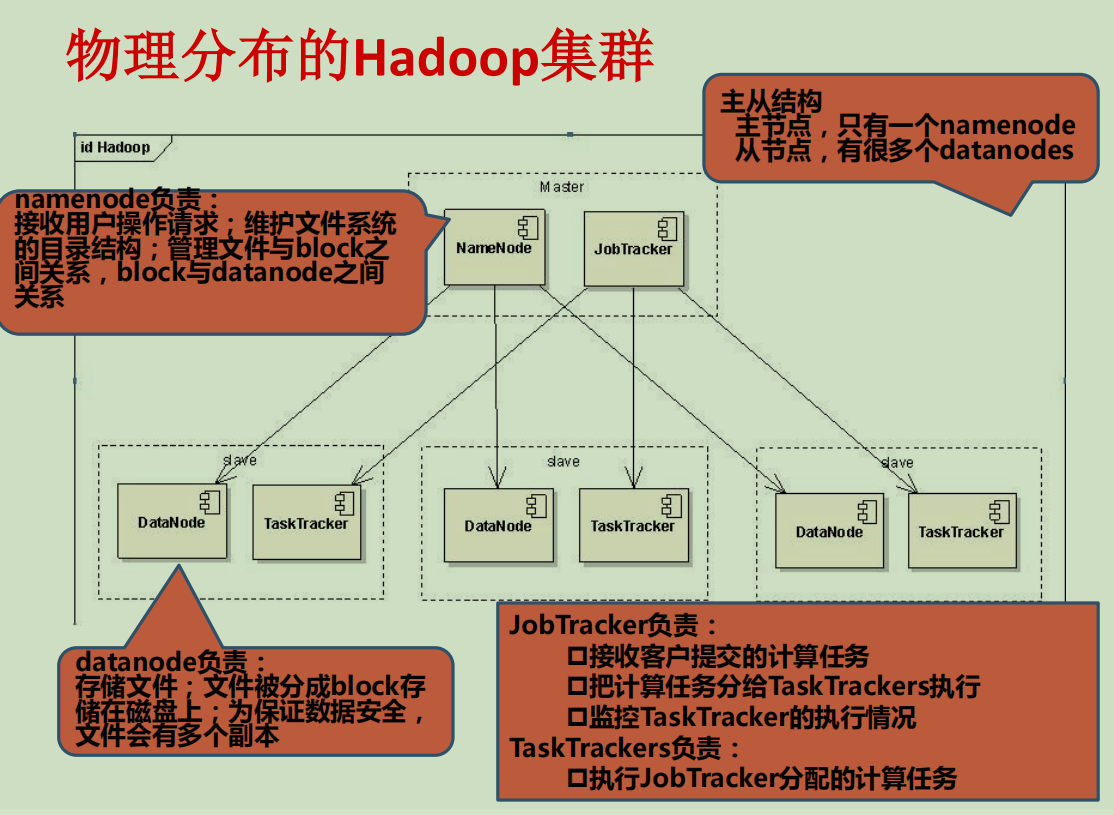 物理分布的Hadoop集群
主从结构
主节点，只有一个namenode
从节点，有很多个datanodes
id Hadoop
namenode负责：
接收用户操作请求；维护文件系统
的目录结构；管理文件与block之
间关系，block与datanode之间
关系
Master
NameNode
JobTracker
slave
DataNode
TaskTracker
slave
DataNode
TaskTracker
slave
DataNode
TaskTracker
datanode负责：
存储文件；文件被分成block存
储在磁盘上；为保证数据安全，
文件会有多个副本
JobTracker负责：
接收客户提交的计算任务
把计算任务分给TaskTrackers执行
监控TaskTracker的执行情况
TaskTrackers负责：
执行JobTracker分配的计算任务